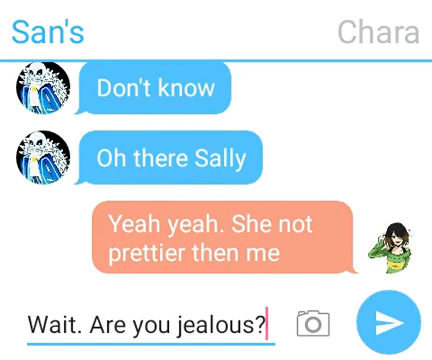 San's
Chara
Don't know
Oh there Sally
Yeah yeah. She not
prettier then me
Wait. Are you jealous?